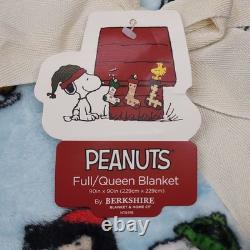 PEANUTS
Full/Queen Blanket
90in x 90in (229cm x 229cm)
By BERKSHIRE
BLANKET & HOME CO